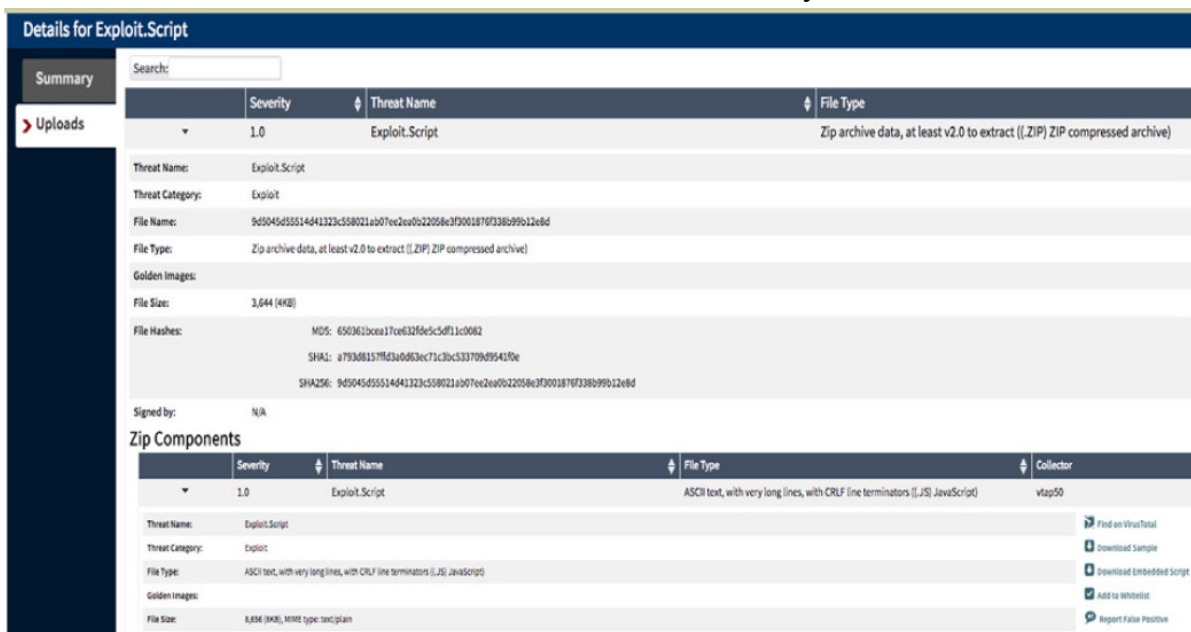 Details for Exploit.Script
Summary
Uploads
Search:
Severity Threat Name File Type
1.0 Exploit.Script Zip archive data, at least v2.0 to extract ((.ZIP) ZIP compressed archive)
Threat Name: Exploit.Script
Threat Category: Exploit
File Name: 9d5045d55514d41323c558021ab07ee2ea0b22058e3f3001876f338b99b12e8d
File Type: Zip archive data, at least v2.0 to extract ((.ZIP) ZIP compressed archive)
Golden Images:
File Size: 3,644 (4KB)
File Hashes: MD5: 650361bcea17ce632fde5c5df11c0082
SHA1: a793d8157ffd3a0d63ec71c3bc533709d9541f0e
SHA256: 9d5045d55514d41323c558021ab07ee2ea0b22058e3f3001876f338b99b12e8d
Signed by: N/A
Zip Components
Severity Threat Name File Type Collector
1.0 Exploit.Script ASCII text, with very long lines, with CRLF line terminators ((.JS) JavaScript) vtap50
Threat Name: Exploit.Script
Find on VirusTotal
Threat Category: Exploit
Download Sample
File Type: ASCII text, with very long lines, with CRLF line terminators ((.JS) JavaScript)
Download Embedded Script
Golden Images:
Add to Whitelist
File Size: 8,656 (8KB), MIME type: text/plain
Report False Positive